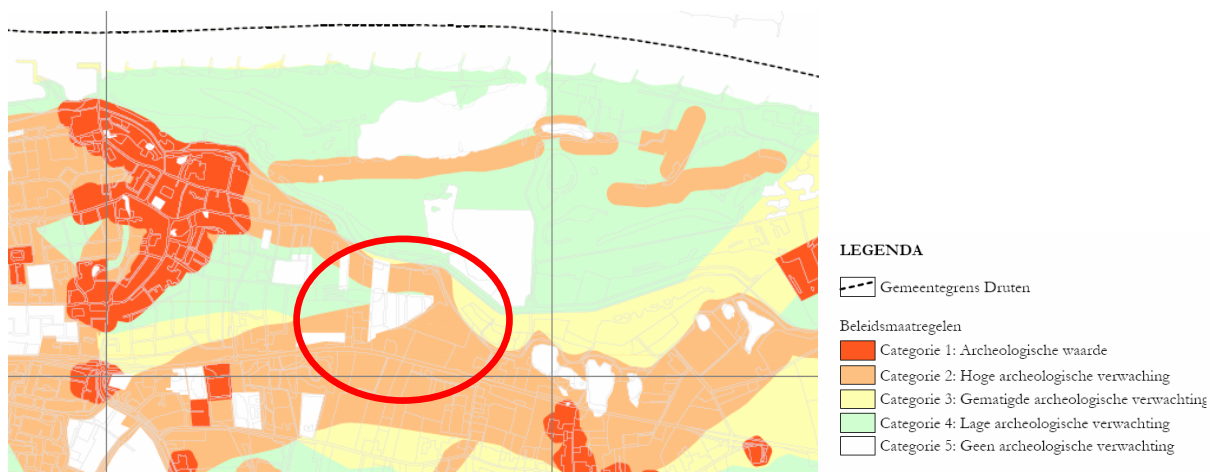 LEGENDA
Gemeentegrens Druten
Beleidsmaatregelen
Categorie 1: Archeologische waarde
Categorie 2: Hoge archeologische verwaching
Categorie 3: Gematigde archeologische verwachting
Categorie 4: Lage archeologische verwachting
Categorie 5: Geen archeologische verwachting